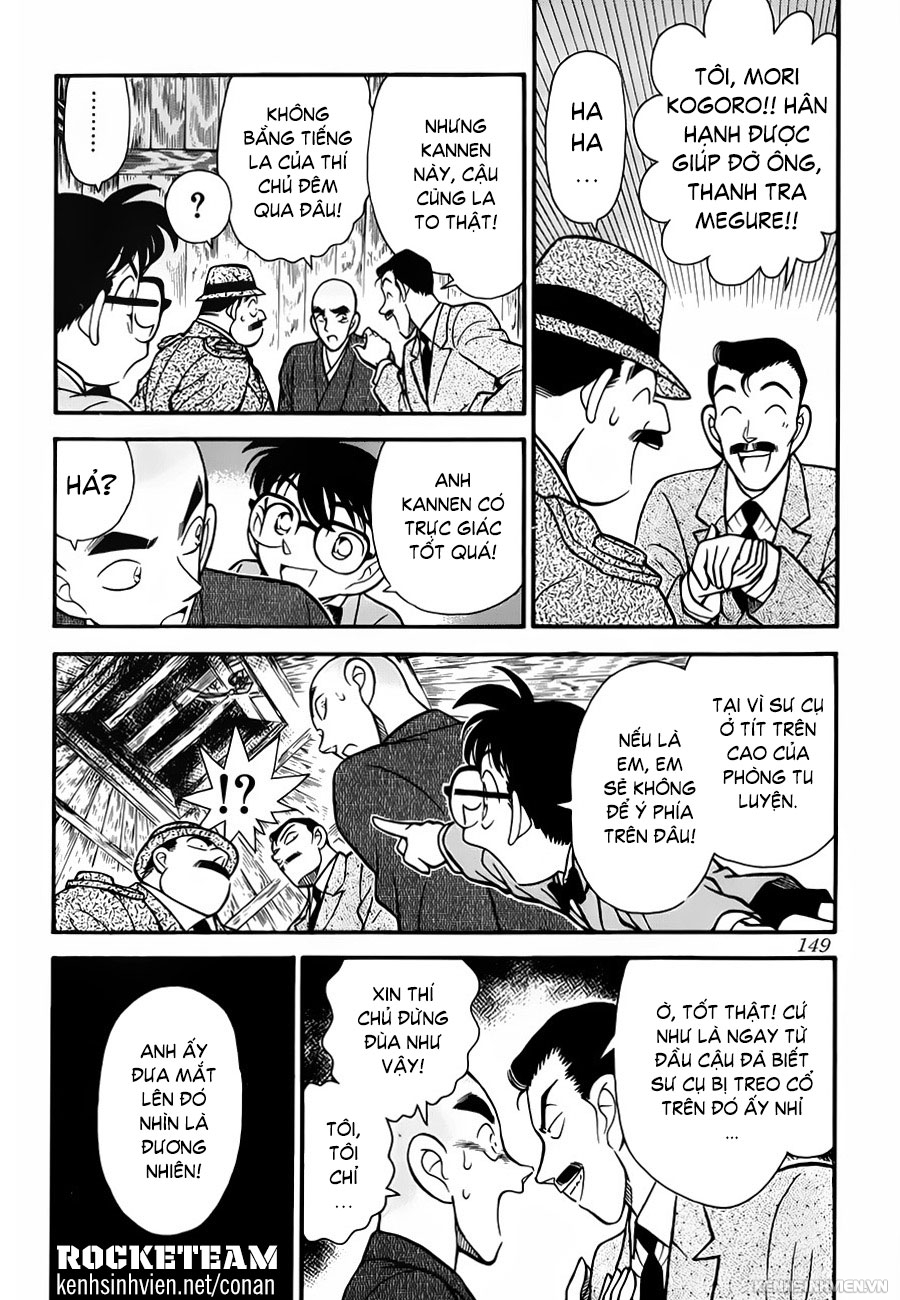 TÔI, MORI
KOGORO!! HÂN
HẠNH ĐƯỢC
GIÚP ĐỠ ÔNG,
THANH TRA
MEGURE!!
HA
HA
...
NHƯNG
KANNEN
NÀY, CẬU
CŨNG LA
TO THẬT!
KHÔNG
BẰNG TIẾNG
LA CỦA THÍ
CHỦ ĐÊM
QUA ĐÂU!
?
.........
ANH
KANNEN CÓ
TRỰC GIÁC
TỐT QUÁ!
HẢ?
TẠI VÌ SƯ CỤ
Ở TÍT TRÊN
CAO CỦA
PHÒNG TU
LUYỆN.
NẾU LÀ
EM, EM
SẼ KHÔNG
ĐỂ Ý PHÍA
TRÊN ĐÂU!
!?
149
Ờ, TỐT THẬT! CỨ
NHƯ LÀ NGAY TỪ
ĐẦU CẬU ĐÃ BIẾT
SƯ CỤ BỊ TREO CỔ
TRÊN ĐÓ ẤY NHỈ
...
XIN THÍ
CHỦ ĐỪNG
ĐÙA NHƯ
VẬY!
TÔI,
TÔI
CHỈ
...
ANH ẤY
ĐƯA MẮT
LÊN ĐÓ
NHÌN LÀ
ĐƯƠNG
NHIÊN!
ROCKETEAM
kenhsinhvien.net/conan
KENHSINHVIEN.VN